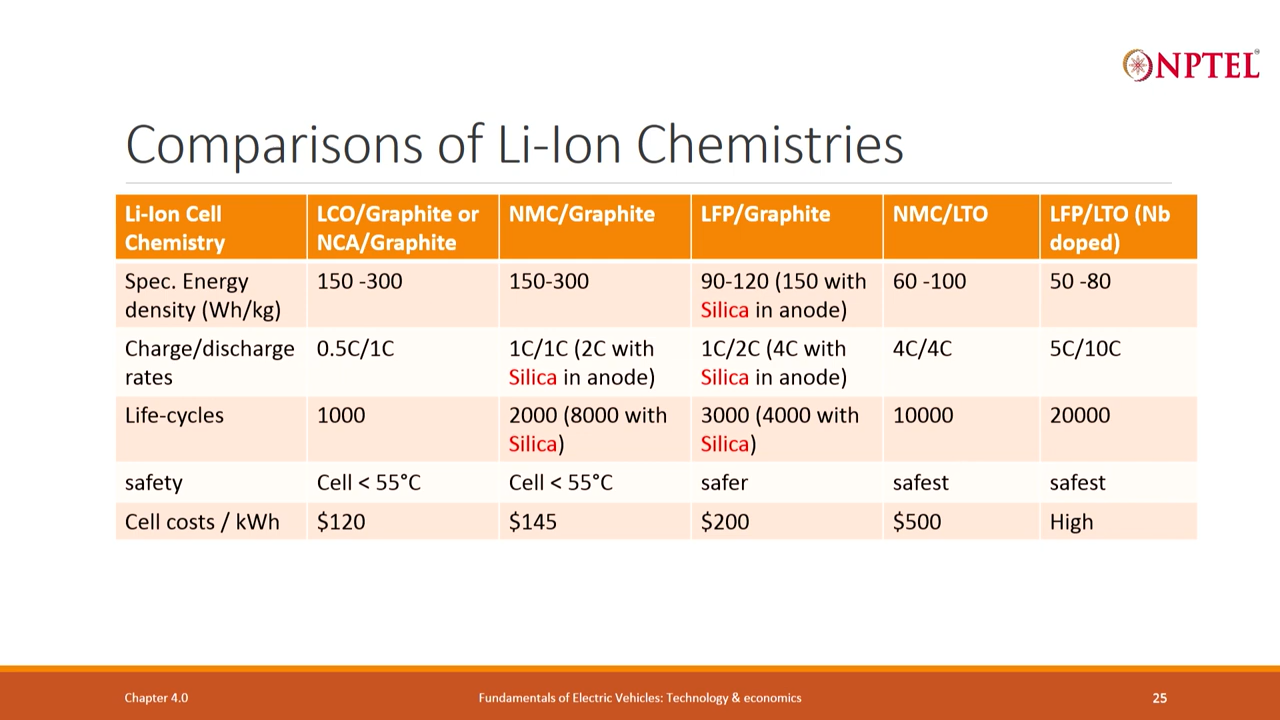 NPTEL
Comparisons of Li-Ion Chemistries
Li-Ion Cell Chemistry
LCO/Graphite or NCA/Graphite
NMC/Graphite
LFP/Graphite
NMC/LTO
LFP/LTO (Nb doped)
Spec. Energy density (Wh/kg)
150 -300
150-300
90-120 (150 with Silica in anode)
60 -100
50 -80
Charge/discharge rates
0.5C/1C
1C/1C (2C with Silica in anode)
1C/2C (4C with Silica in anode)
4C/4C
5C/10C
Life-cycles
1000
2000 (8000 with Silica)
3000 (4000 with Silica)
10000
20000
safety
Cell < 55°C
Cell < 55°C
safer
safest
safest
Cell costs / kWh
$120
$145
$200
$500
High
Chapter 4.0
Fundamentals of Electric Vehicles: Technology & economics
25